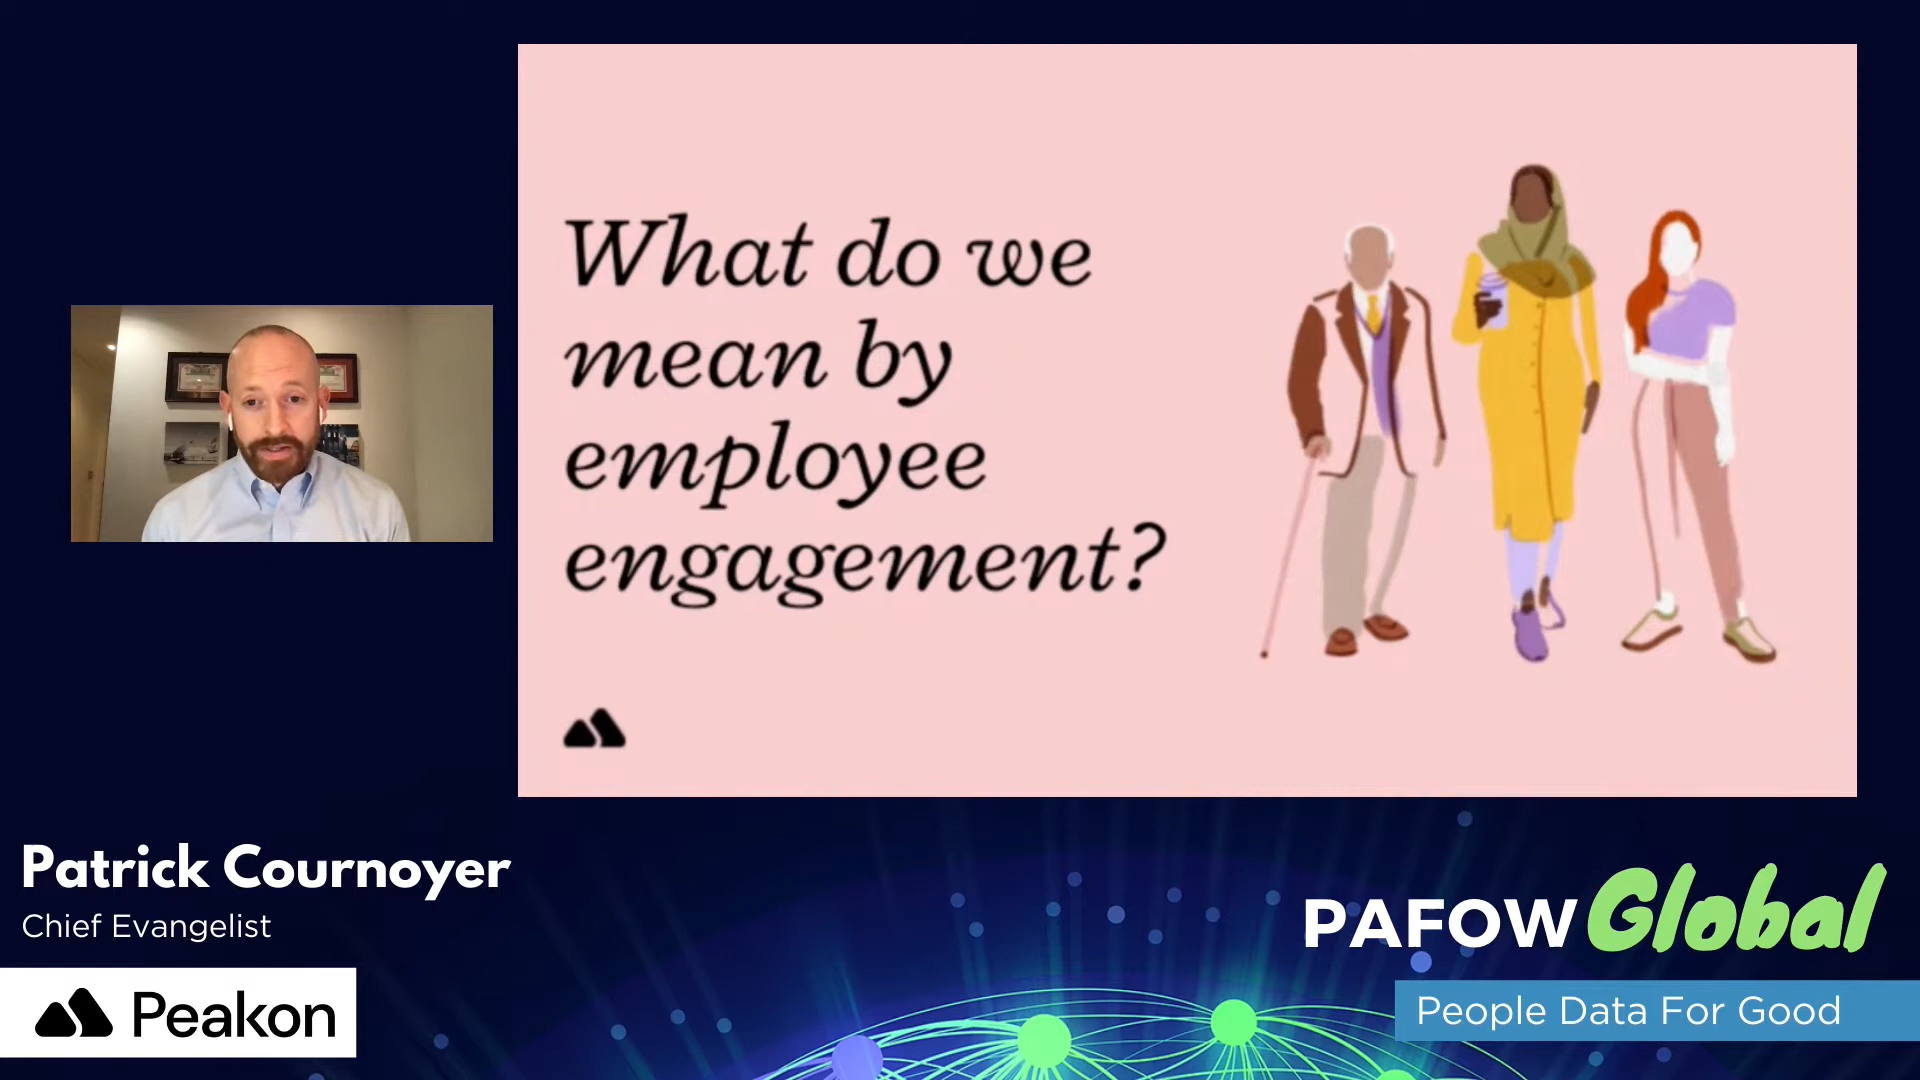 What do we
mean by
employee
engagement?
Patrick Cournoyer
Chief Evangelist
Peakon
PAFOW Global
People Data For Good